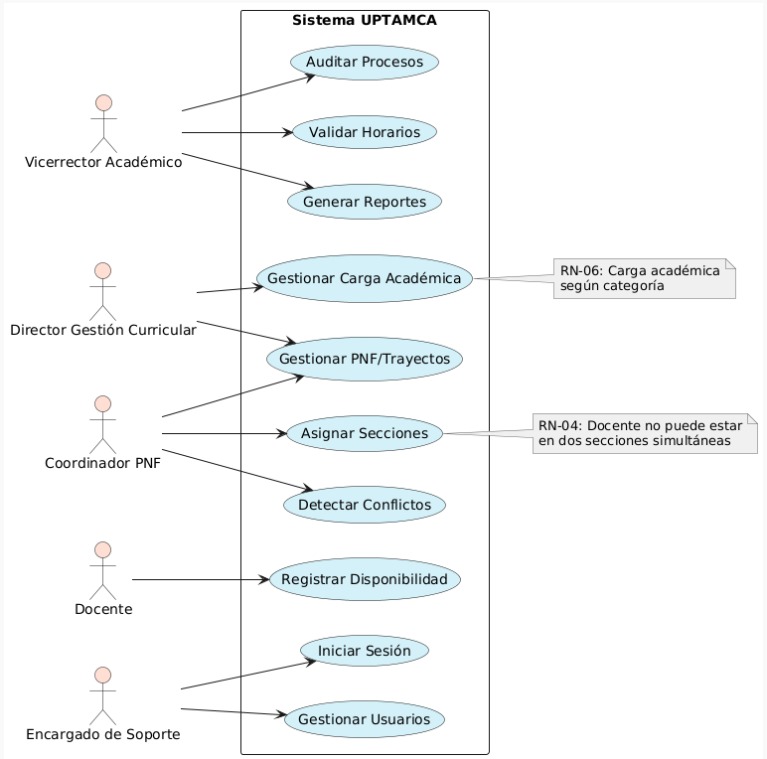 Sistema UPTAMCA
Auditar Procesos
Validar Horarios
Vicerrector Académico
Generar Reportes
Gestionar Carga Académica
RN-06: Carga académica
según categoría
Director Gestión Curricular
Gestionar PNF/Trayectos
Asignar Secciones
RN-04: Docente no puede estar
en dos secciones simultáneas
Coordinador PNF
Detectar Conflictos
Registrar Disponibilidad
Docente
Iniciar Sesión
Gestionar Usuarios
Encargado de Soporte